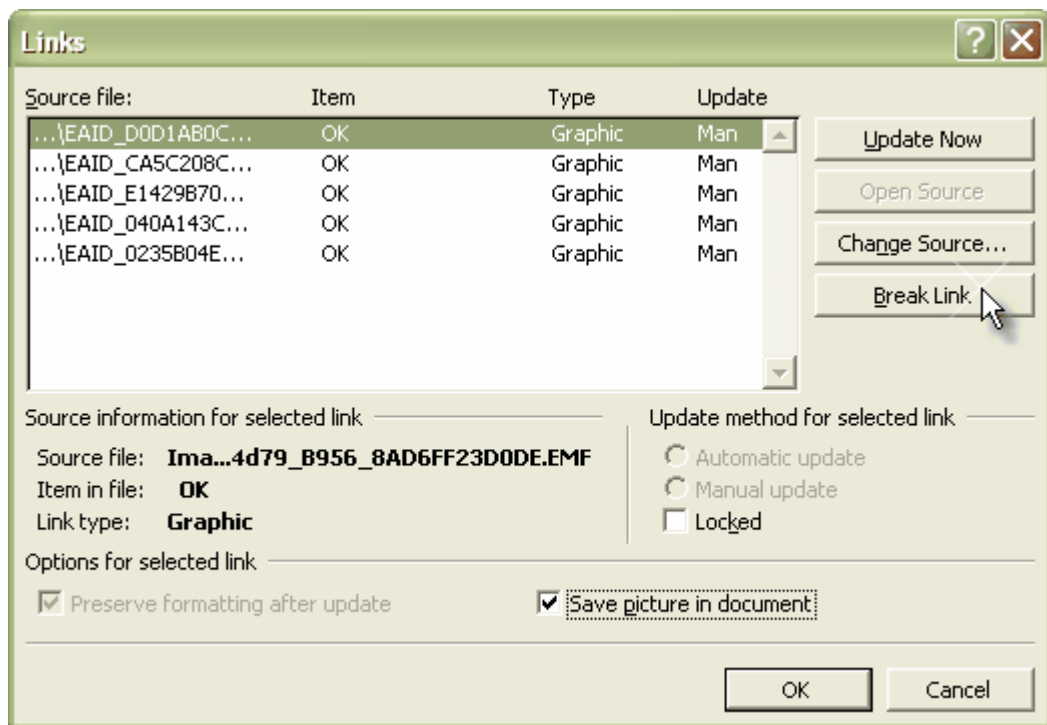 Links
Source file: Item Type Update
...\EAID_D0D1AB0C... OK Graphic Man
...\EAID_CA5C208C... OK Graphic Man
...\EAID_E1429B70... OK Graphic Man
...\EAID_040A143C... OK Graphic Man
...\EAID_0235B04E... OK Graphic Man
Update Now
Open Source
Change Source...
Break Link
Source information for selected link
Source file: Ima...4d79_B956_8AD6FF23D0DE.EMF
Item in file: OK
Link type: Graphic
Update method for selected link
Automatic update
Manual update
Locked
Options for selected link
Preserve formatting after update
Save picture in document
OK
Cancel